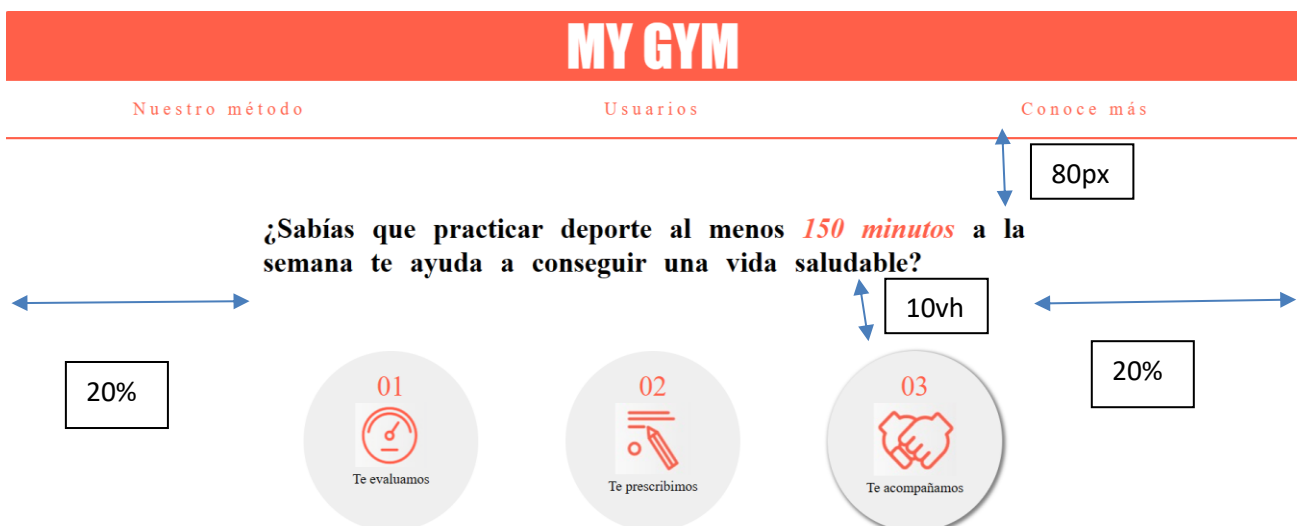 MY GYM
Nuestro método Usuarios Conoce más
80px
¿Sabías que practicar deporte al menos 150 minutos a la
semana te ayuda a conseguir una vida saludable?
10vh
20%
20%
01 02 03
Te evaluamos Te prescribimos Te acompañamos